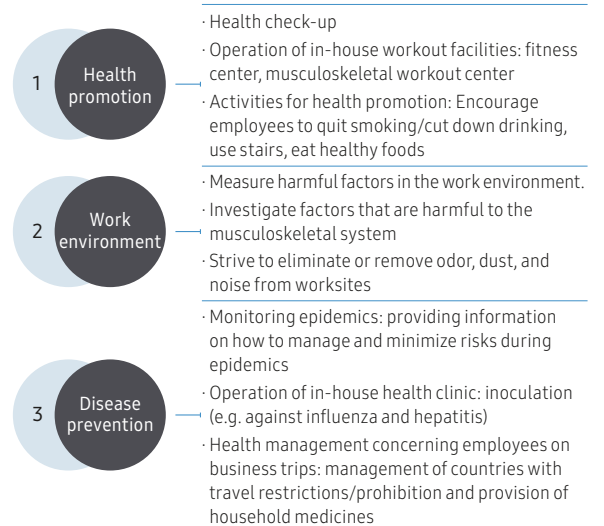 1
Health
promotion
· Health check-up
· Operation of in-house workout facilities: fitness
center, musculoskeletal workout center
· Activities for health promotion: Encourage
employees to quit smoking/cut down drinking,
use stairs, eat healthy foods
2
Work
environment
· Measure harmful factors in the work environment.
· Investigate factors that are harmful to the
musculoskeletal system
· Strive to eliminate or remove odor, dust, and
noise from worksites
3
Disease
prevention
· Monitoring epidemics: providing information
on how to manage and minimize risks during
epidemics
· Operation of in-house health clinic: inoculation
(e.g. against influenza and hepatitis)
· Health management concerning employees on
business trips: management of countries with
travel restrictions/prohibition and provision of
household medicines